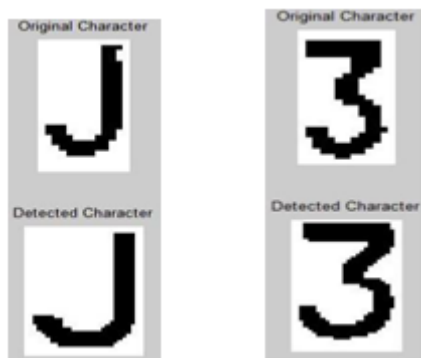 Original Character
J
Detected Character
J
Original Character
3
Detected Character
3